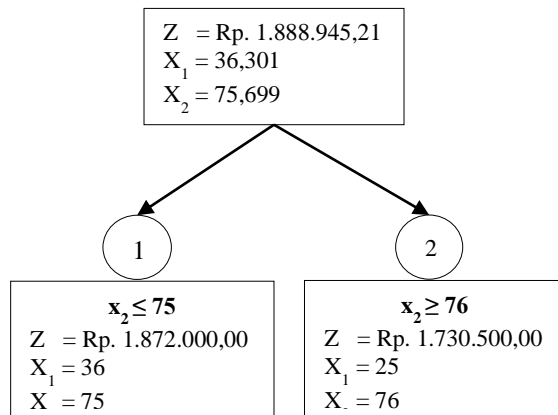 Z = Rp. 1.888.945,21
X1 = 36,301
X2 = 75,699
1
2
x2 ≤ 75
Z = Rp. 1.872.000,00
X1 = 36
X = 75
x2 ≥ 76
Z = Rp. 1.730.500,00
X1 = 25
X = 76